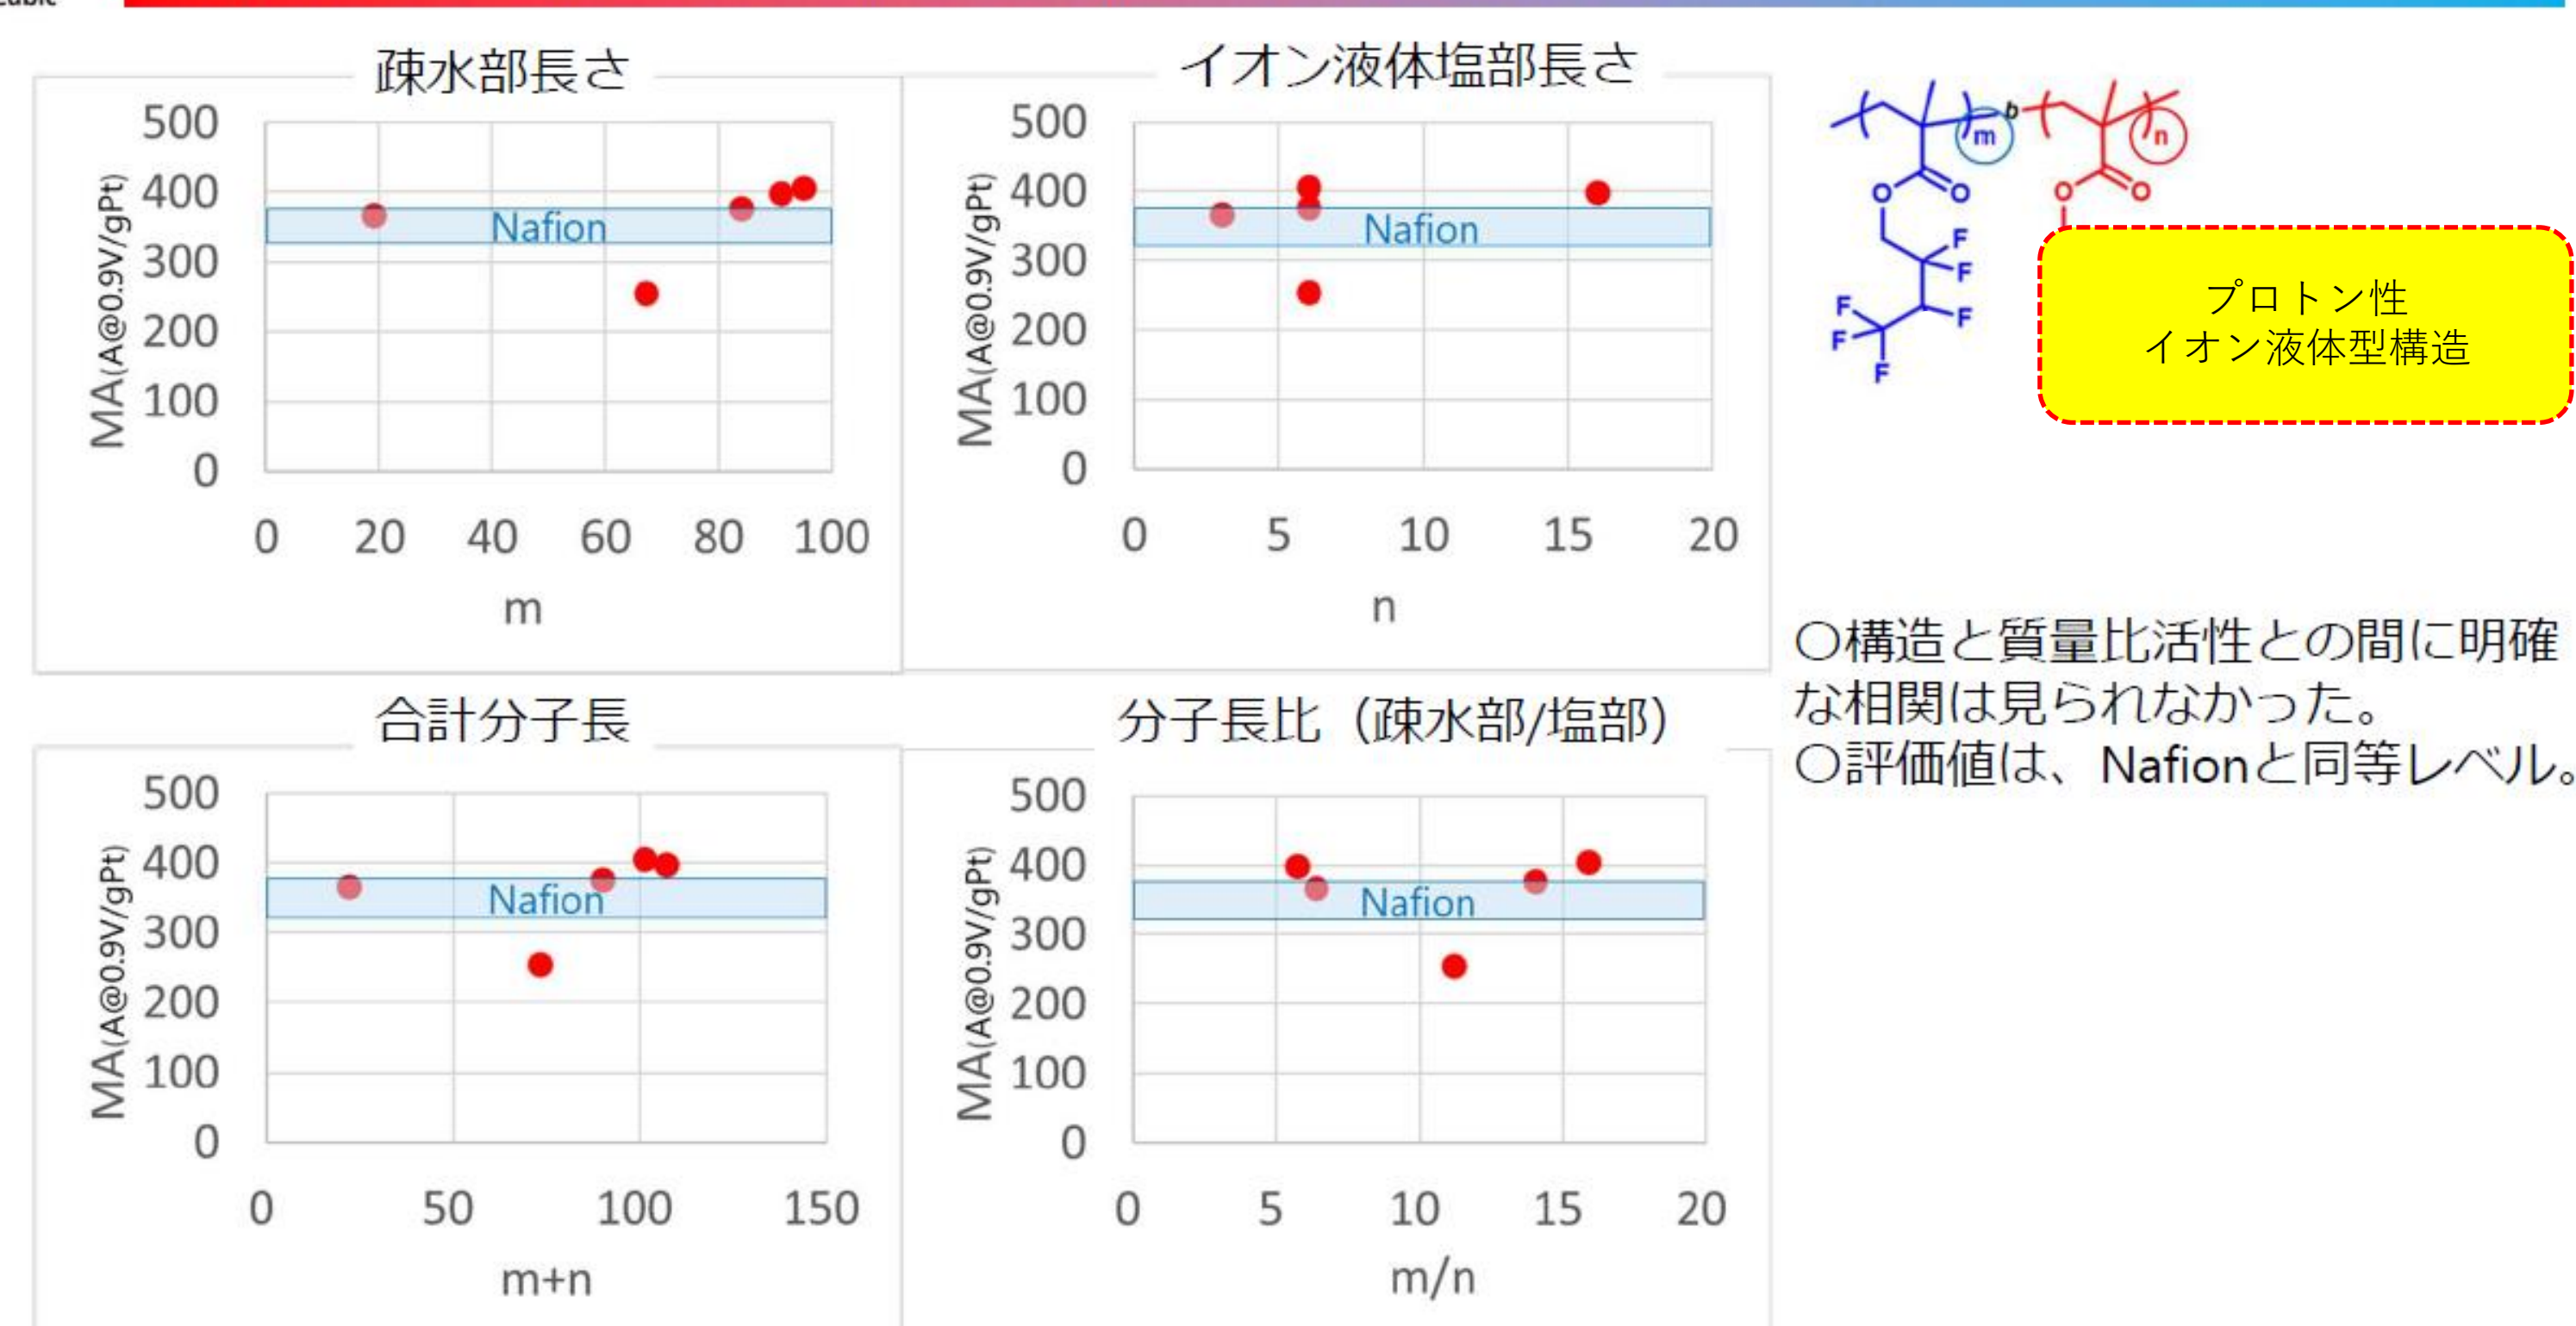 疎水部長さ
500
400
300
200
100
0
MA(A@0.9V/gPt)
Nafion
0 20 40 60 80 100
m
イオン液体塩部長さ
500
400
300
200
100
0
MA(A@0.9V/gPt)
Nafion
0 5 10 15 20
n
合計分子長
500
400
300
200
100
0
MA(A@0.9V/gPt)
Nafion
0 50 100 150
m+n
分子長比（疎水部/塩部）
500
400
300
200
100
0
MA(A@0.9V/gPt)
Nafion
0 5 10 15 20
m/n
m b n
O O O O
F
F
F
F
F
F
プロトン性
イオン液体型構造
○構造と質量比活性との間に明確
な相関は見られなかった。
○評価値は、Nafionと同等レベル。